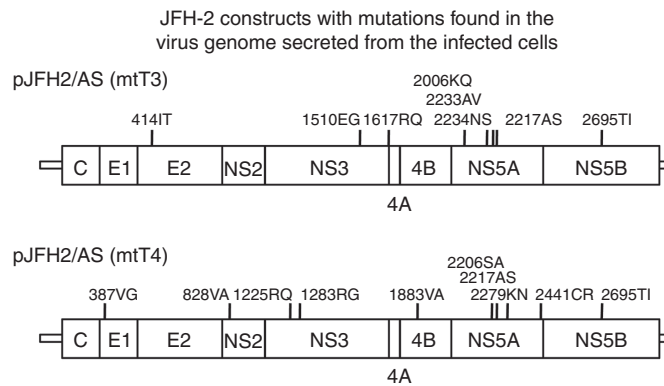 JFH-2 constructs with mutations found in the
virus genome secreted from the infected cells
pJFH2/AS (mtT3)
2006KQ
2233AV
414IT 1510EG 1617RQ 2234NS 2217AS 2695TI
C E1 E2 NS2 NS3 4B NS5A NS5B
4A
pJFH2/AS (mtT4)
2206SA
2217AS
387VG 828VA 1225RQ 1283RG 1883VA 2279KN 2441CR 2695TI
C E1 E2 NS2 NS3 4B NS5A NS5B
4A